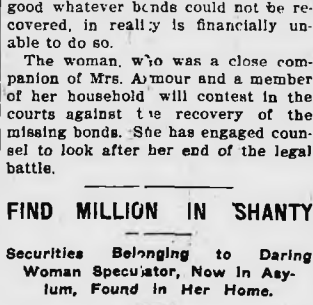 good whatever bonds could not be re-
covered, in reality is financially un-
able to do so.
The woman, who was a close com-
panion of Mrs. Armour and a member
of her household will contest in the
courts against the recovery of the
missing bonds. She has engaged coun-
sel to look after her end of the legal
battle.
FIND MILLION IN SHANTY
Securities Belonging to Daring
Woman Speculator, Now in Asy-
lum, Found in Her Home.